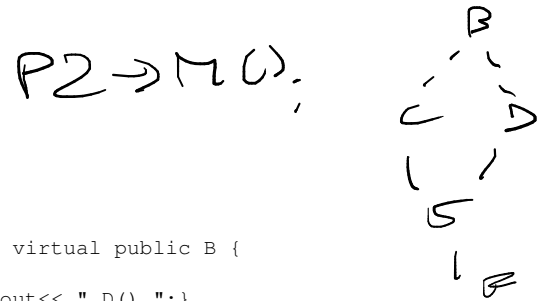 P2->M();
B
C D
E
F
virtual public B {
out<< " D() ";}